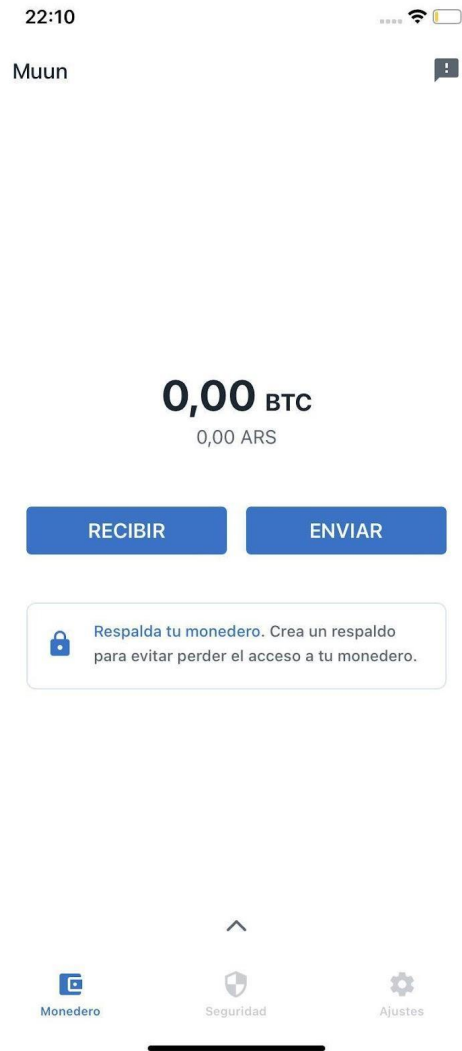 22:10
Muun
0,00 BTC
0,00 ARS
RECIBIR
ENVIAR
Respalda tu monedero. Crea un respaldo
para evitar perder el acceso a tu monedero.
Monedero
Seguridad
Ajustes